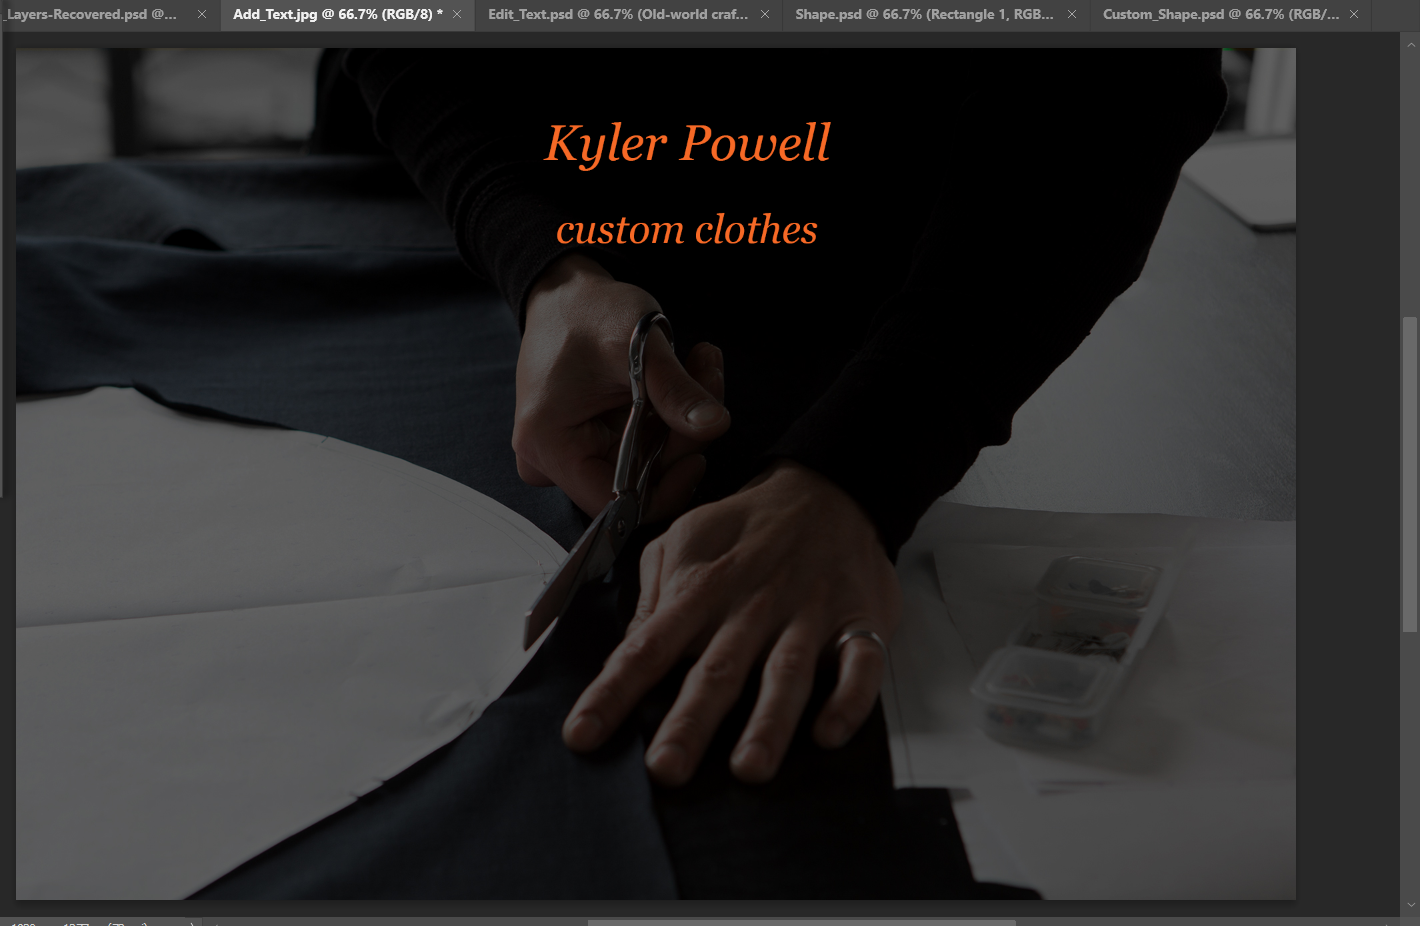 _Layers-Recovered.psd @...
Add_Text.jpg @ 66.7% (RGB/8) *
Edit_Text.psd @ 66.7% (Old-world craf...
Shape.psd @ 66.7% (Rectangle 1, RGB...
Custom_Shape.psd @ 66.7% (RGB/...
Kyler Powell
custom clothes